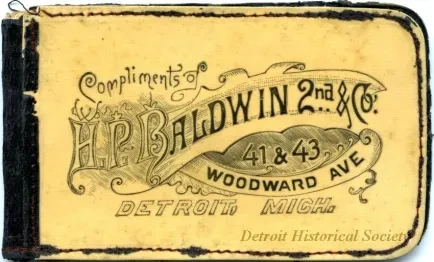 Compliments of
H.P. BALDWIN 2nd. & Co.
41 & 43
WOODWARD AVE
DETROIT, MICH.
Detroit Historical Society